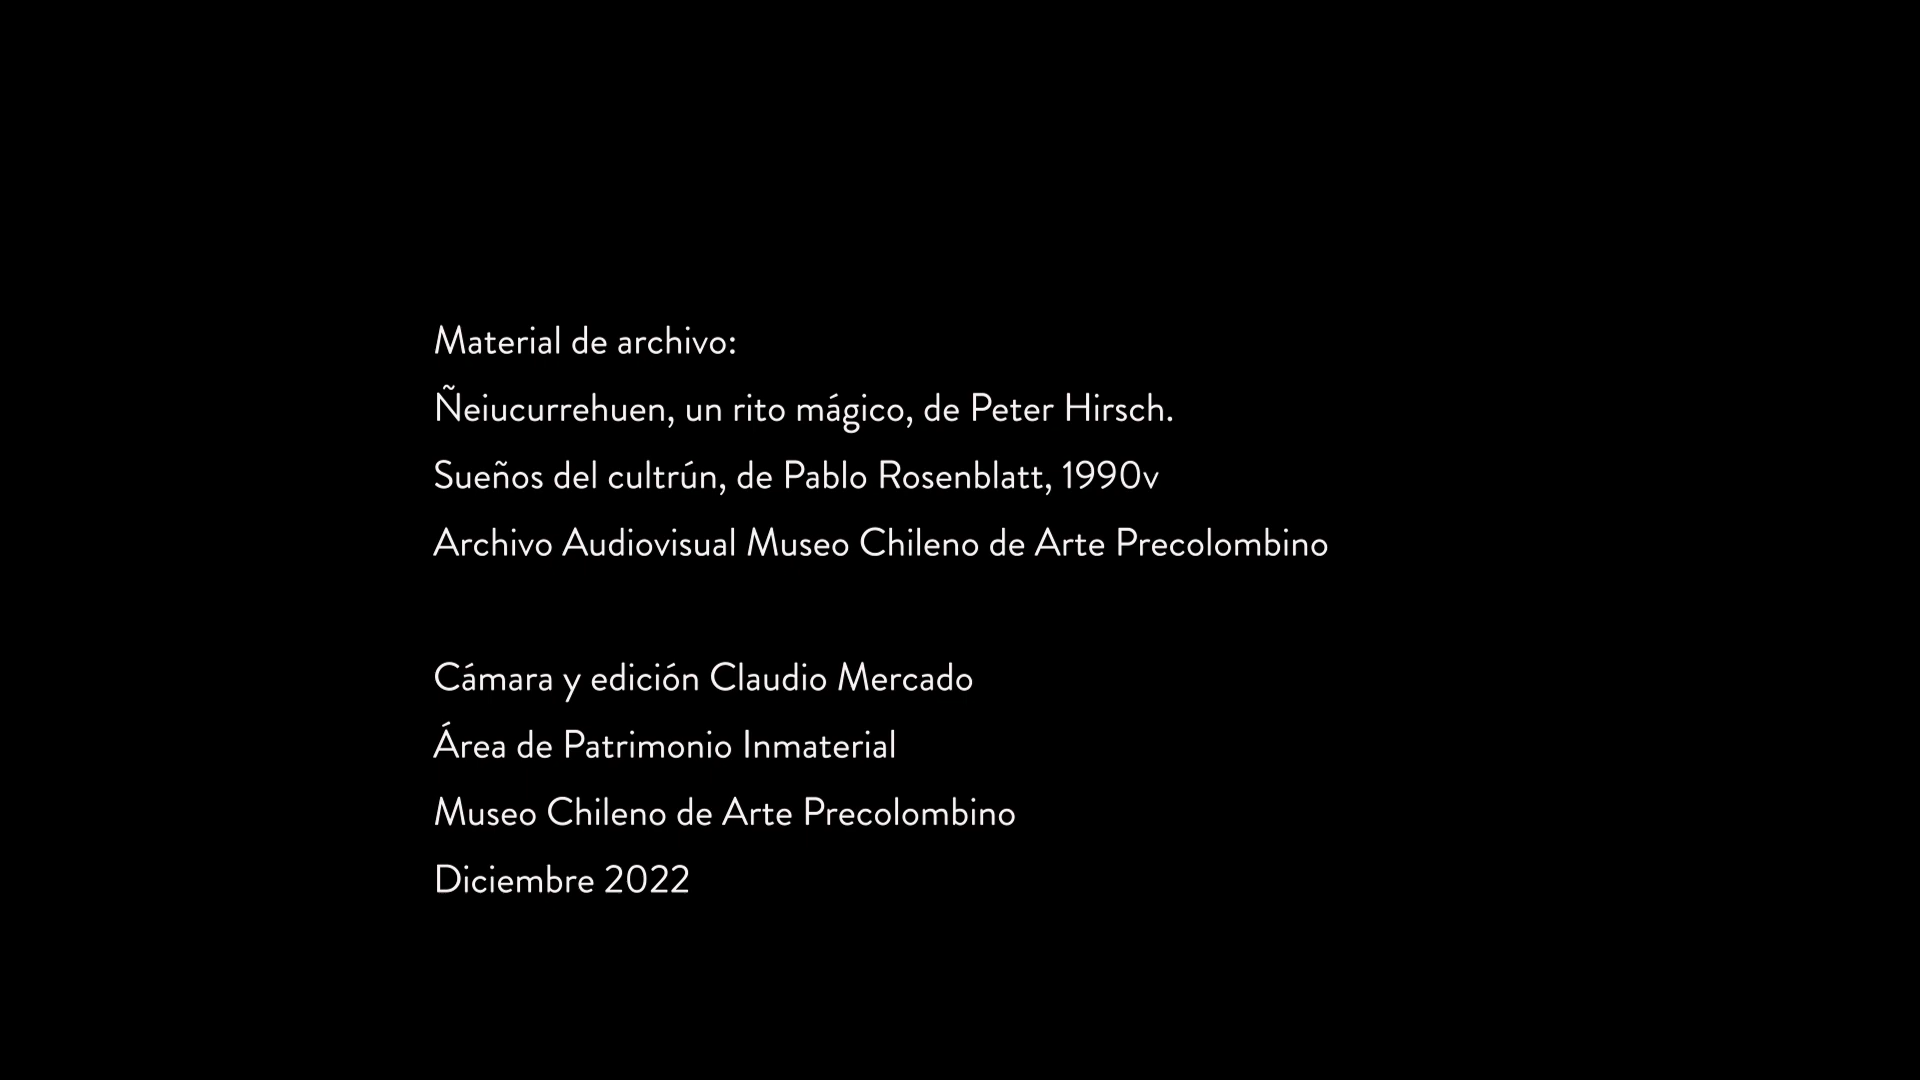 Material de archivo:
Ñeiucurrehuen, un rito mágico, de Peter Hirsch.
Sueños del cultrún, de Pablo Rosenblatt, 1990v
Archivo Audiovisual Museo Chileno de Arte Precolombino
Cámara y edición Claudio Mercado
Área de Patrimonio Inmaterial
Museo Chileno de Arte Precolombino
Diciembre 2022